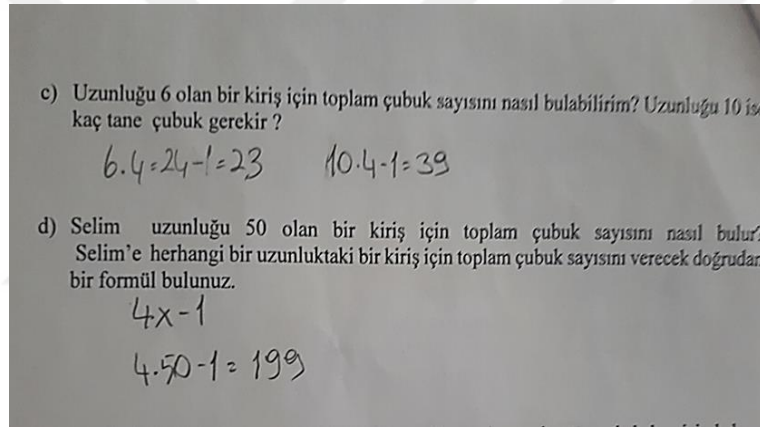 c) Uzunluğu 6 olan bir kiriş için toplam çubuk sayısını nasıl bulabilirim? Uzunluğu 10 ise
kaç tane çubuk gerekir ?
6.4=24-1=23 10.4-1=39
d) Selim uzunluğu 50 olan bir kiriş için toplam çubuk sayısını nasıl bulur?
Selim'e herhangi bir uzunluktaki bir kiriş için toplam çubuk sayısını verecek doğrudan
bir formül bulunuz.
4x-1
4.50-1=199